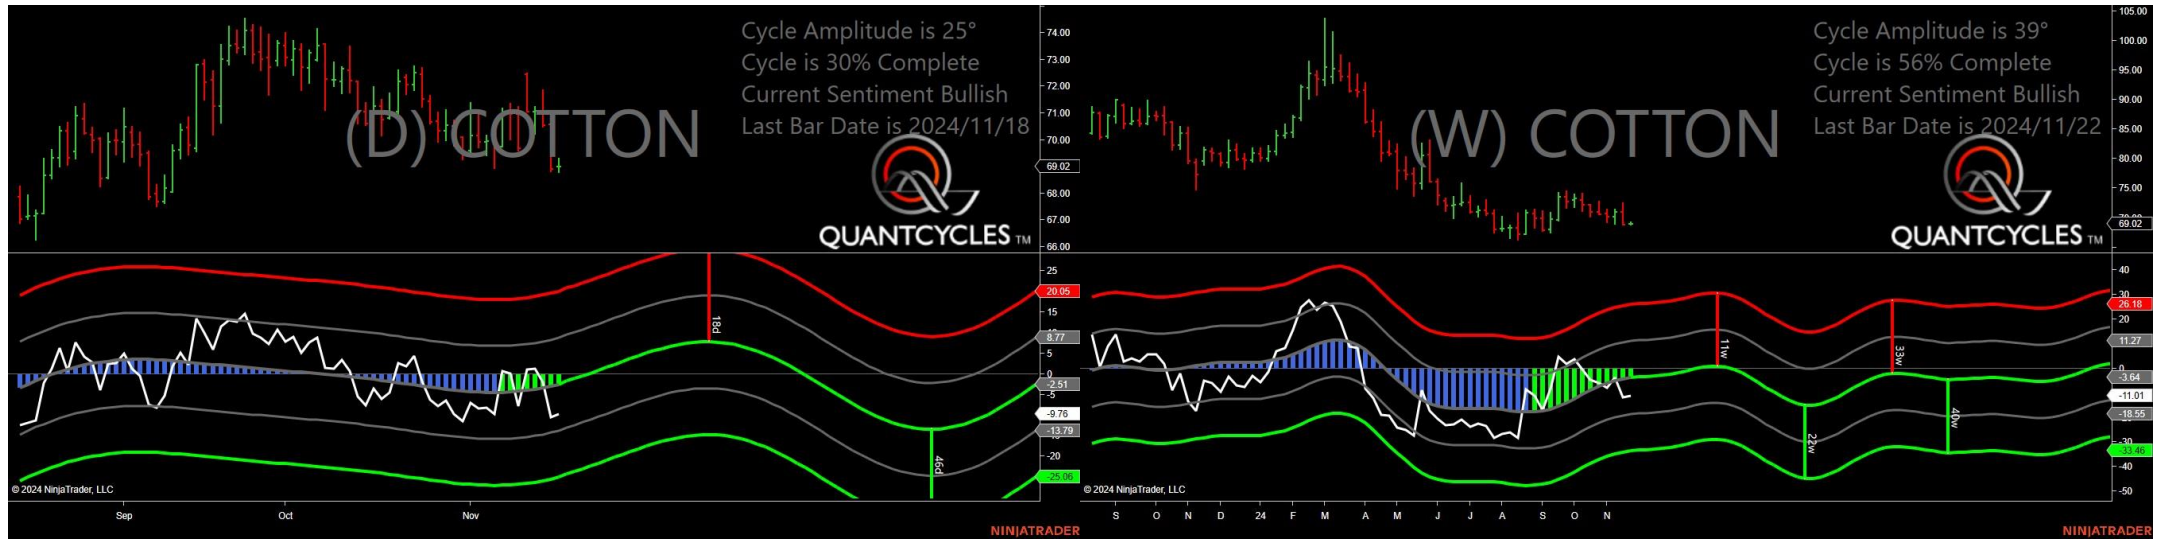 Cycle Amplitude is 25°
Cycle is 30% Complete
Current Sentiment Bullish
Last Bar Date is 2024/11/18
(D) COTTON
QUANTCYCLES TM
74.00
73.00
72.00
71.00
70.00
69.02
68.00
67.00
66.00
25
20.05
15
8.77
5
0
-2.51
-5
-9.76
-13.79
-20
-25.06
18d
46d
© 2024 NinjaTrader, LLC
Sep Oct Nov
NINJATRADER
Cycle Amplitude is 39°
Cycle is 56% Complete
Current Sentiment Bullish
Last Bar Date is 2024/11/22
(W) COTTON
QUANTCYCLES TM
105.00
100.00
95.00
90.00
85.00
80.00
75.00
69.02
40
30
26.18
20
11.27
0
-3.64
-11.01
-18.55
-30
-33.46
-40
-50
11w
22w
33w
40w
© 2024 NinjaTrader, LLC
S O N D 24 F M A M J J A S O N
NINJATRADER